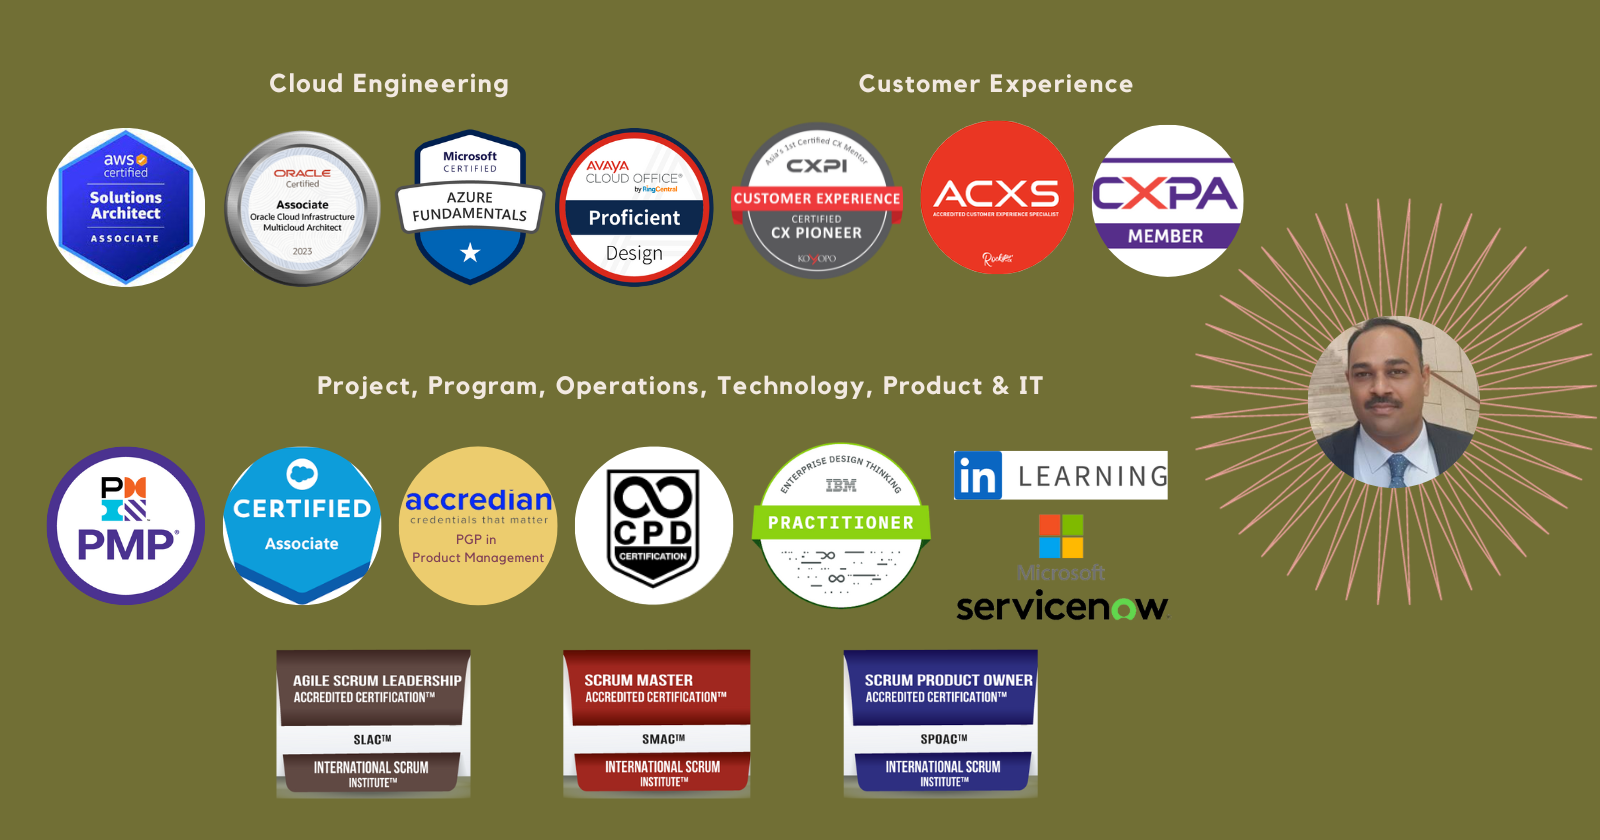 Cloud Engineering
Customer Experience
aws
certified
Solutions
Architect
ASSOCIATE
ORACLE
Certified
Associate
Oracle Cloud Infrastructure
Multicloud Architect
2023
Microsoft
CERTIFIED
AZURE
FUNDAMENTALS
AVAYA
CLOUD OFFICE®
by RingCentral
Proficient
Design
Asia's 1st Certified CX Mentor
CXPI
CUSTOMER EXPERIENCE
CERTIFIED
CX PIONEER
KOYOPO
ACXS
ACCREDITED CUSTOMER EXPERIENCE SPECIALIST
CXPA
MEMBER
Project, Program, Operations, Technology, Product & IT
PMI
PMP®
CERTIFIED
Associate
accredian
credentials that matter
PGP in
Product Management
CPD
CERTIFICATION
ENTERPRISE DESIGN THINKING
IBM
PRACTITIONER
in LEARNING
Microsoft
servicenow
AGILE SCRUM LEADERSHIP
ACCREDITED CERTIFICATION™
SLAC™
INTERNATIONAL SCRUM
INSTITUTE™
SCRUM MASTER
ACCREDITED CERTIFICATION™
SMAC™
INTERNATIONAL SCRUM
INSTITUTE™
SCRUM PRODUCT OWNER
ACCREDITED CERTIFICATION™
SPOAC™
INTERNATIONAL SCRUM
INSTITUTE™